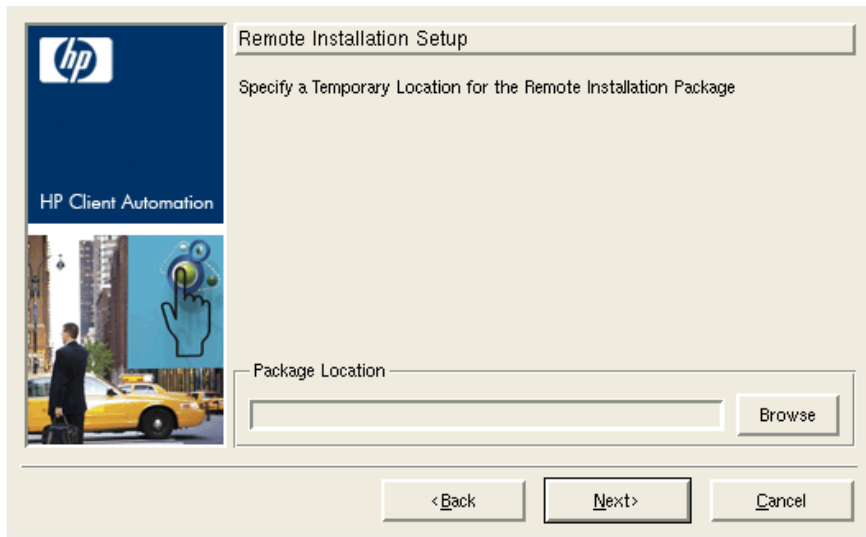 hp
Remote Installation Setup
Specify a Temporary Location for the Remote Installation Package
HP Client Automation
Package Location
Browse
<Back
Next>
Cancel